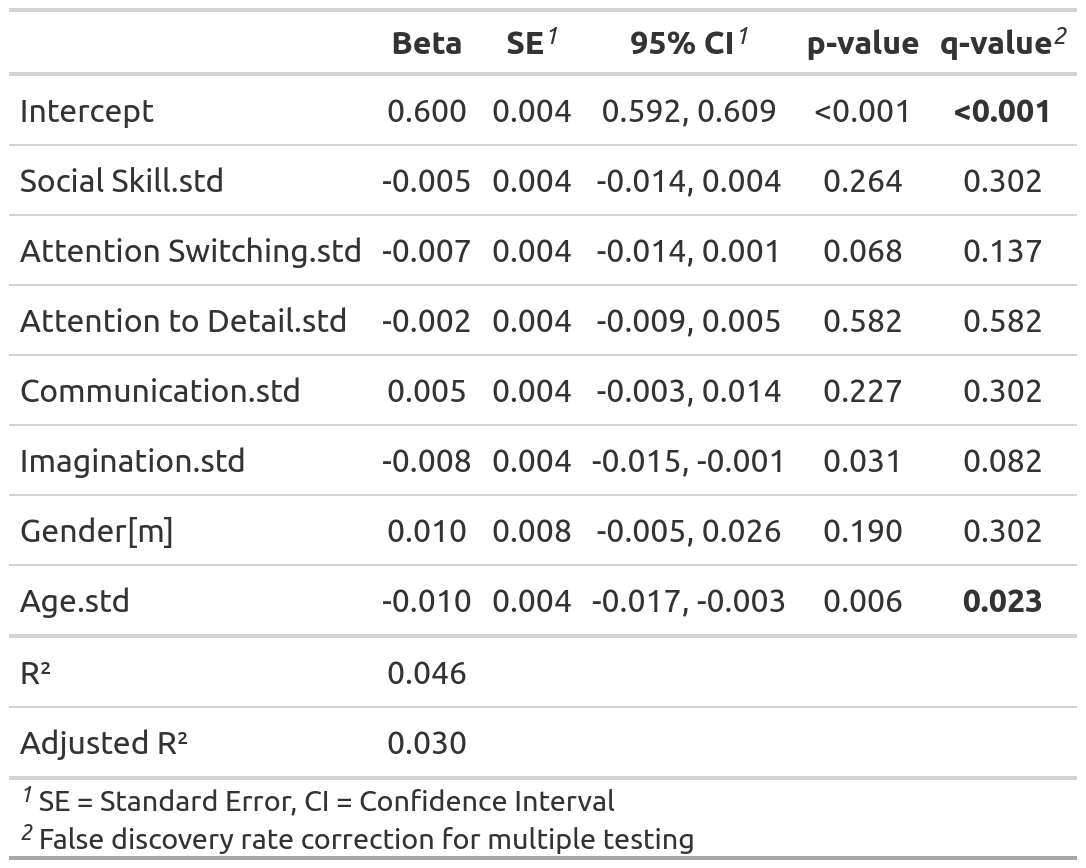 Beta SE1 95% CI1 p-value q-value2
Intercept 0.600 0.004 0.592, 0.609 <0.001 <0.001
Social Skill.std -0.005 0.004 -0.014, 0.004 0.264 0.302
Attention Switching.std -0.007 0.004 -0.014, 0.001 0.068 0.137
Attention to Detail.std -0.002 0.004 -0.009, 0.005 0.582 0.582
Communication.std 0.005 0.004 -0.003, 0.014 0.227 0.302
Imagination.std -0.008 0.004 -0.015, -0.001 0.031 0.082
Gender[m] 0.010 0.008 -0.005, 0.026 0.190 0.302
Age.std -0.010 0.004 -0.017, -0.003 0.006 0.023
R² 0.046
Adjusted R² 0.030
1 SE = Standard Error, CI = Confidence Interval
2 False discovery rate correction for multiple testing